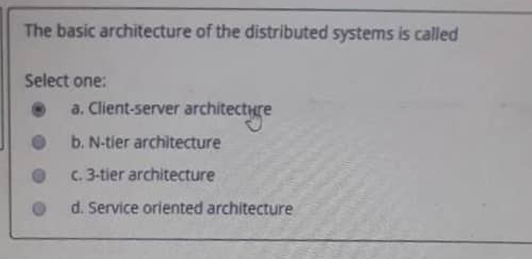 The basic architecture of the distributed systems is called
Select one:
a. Client-server architecture
b. N-tier architecture
c. 3-tier architecture
d. Service oriented architecture